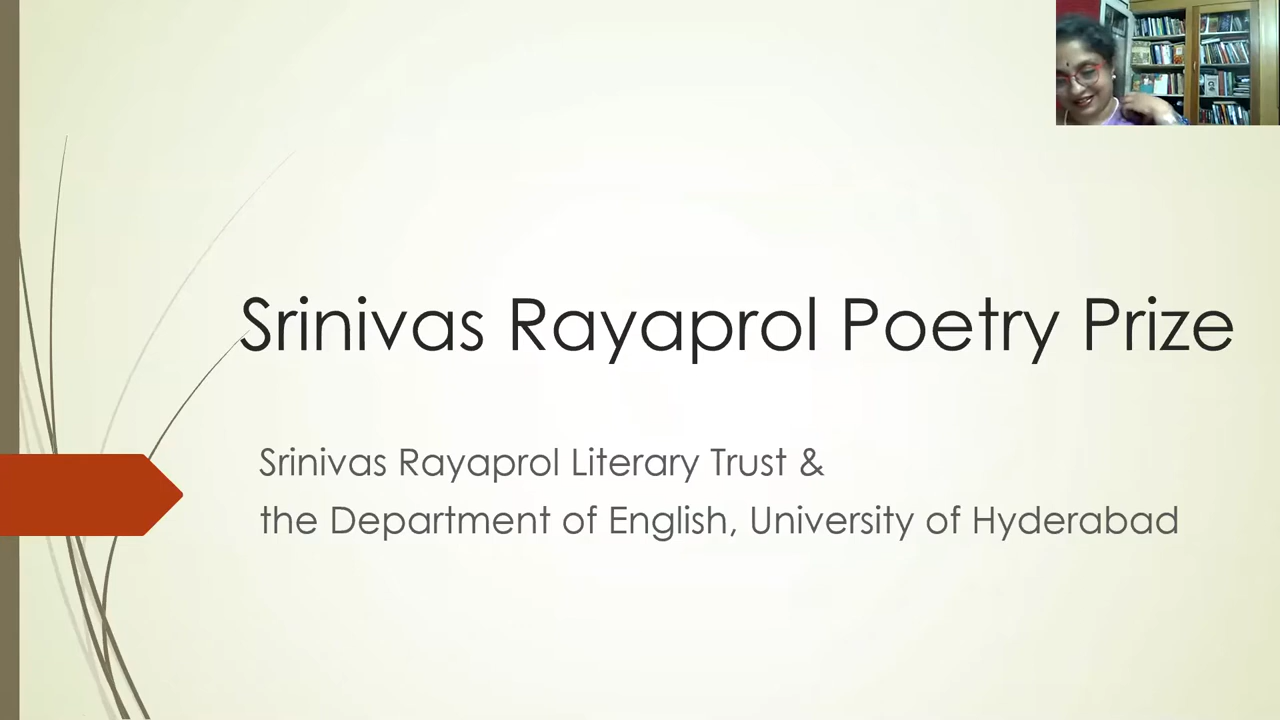 Srinivas Rayaprol Poetry Prize
Srinivas Rayaprol Literary Trust &
the Department of English, University of Hyderabad